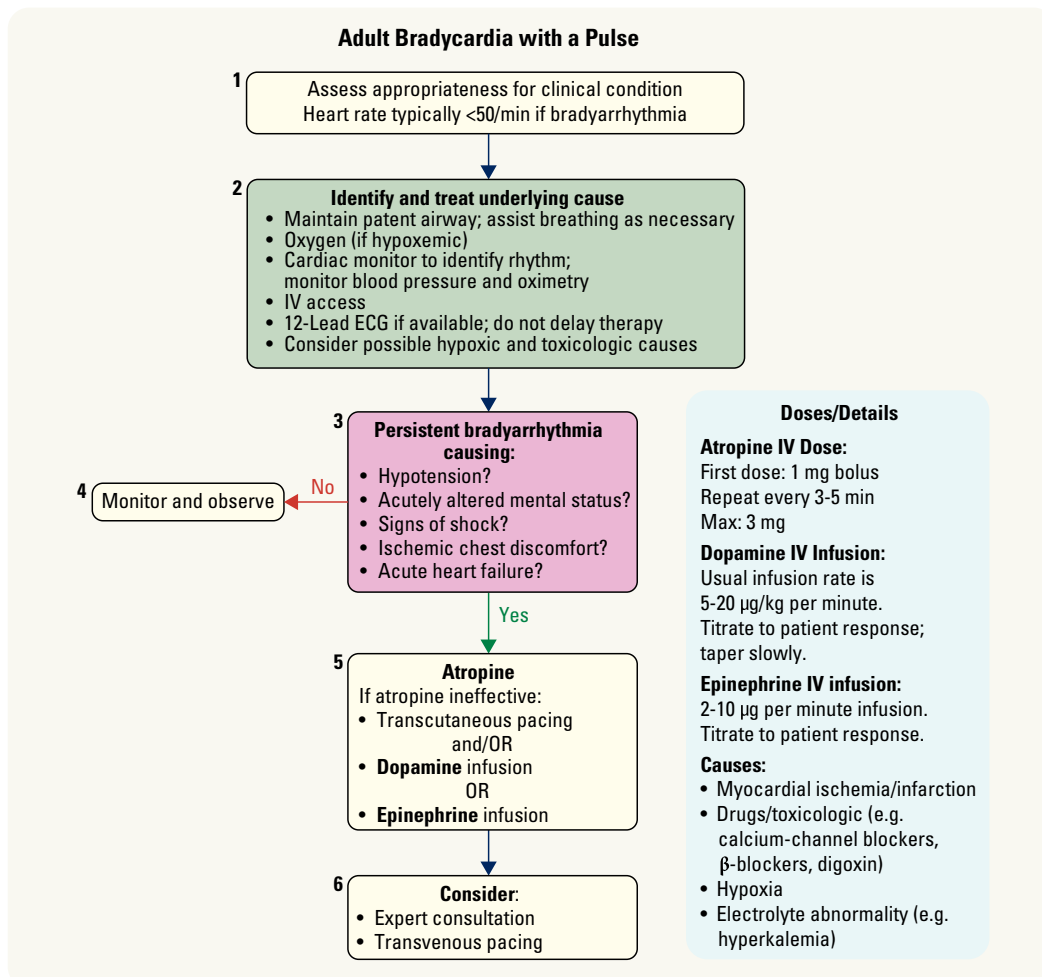 Adult Bradycardia with a Pulse
1
Assess appropriateness for clinical condition
Heart rate typically <50/min if bradyarrhythmia
2
Identify and treat underlying cause
• Maintain patent airway; assist breathing as necessary
• Oxygen (if hypoxemic)
• Cardiac monitor to identify rhythm;
monitor blood pressure and oximetry
• IV access
• 12-Lead ECG if available; do not delay therapy
• Consider possible hypoxic and toxicologic causes
3
Persistent bradyarrhythmia
causing:
• Hypotension?
• Acutely altered mental status?
• Signs of shock?
• Ischemic chest discomfort?
• Acute heart failure?
No
4
Monitor and observe
Yes
5
Atropine
If atropine ineffective:
• Transcutaneous pacing
and/OR
• Dopamine infusion
OR
• Epinephrine infusion
6
Consider:
• Expert consultation
• Transvenous pacing
Doses/Details
Atropine IV Dose:
First dose: 1 mg bolus
Repeat every 3-5 min
Max: 3 mg
Dopamine IV Infusion:
Usual infusion rate is
5-20 µg/kg per minute.
Titrate to patient response;
taper slowly.
Epinephrine IV infusion:
2-10 µg per minute infusion.
Titrate to patient response.
Causes:
• Myocardial ischemia/infarction
• Drugs/toxicologic (e.g.
calcium-channel blockers,
β-blockers, digoxin)
• Hypoxia
• Electrolyte abnormality (e.g.
hyperkalemia)